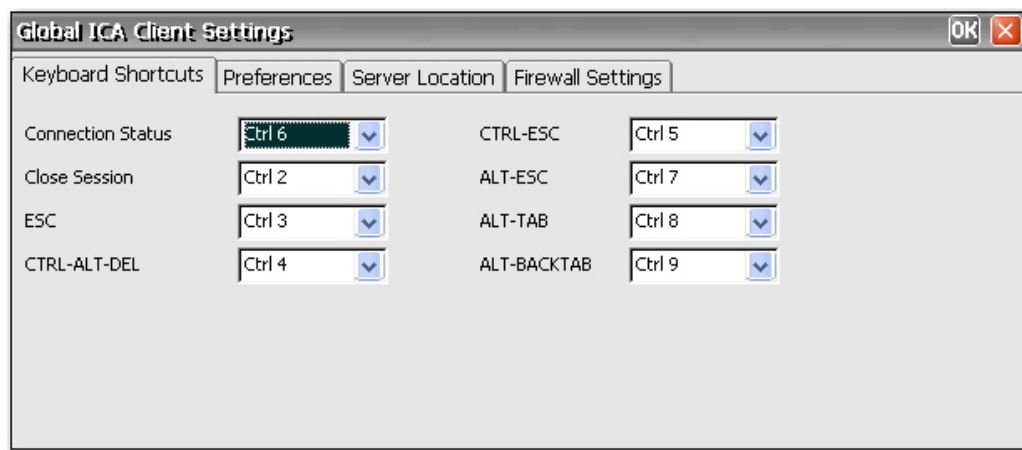 Global ICA Client Settings OK
Keyboard Shortcuts Preferences Server Location Firewall Settings
Connection Status Ctrl 6 CTRL-ESC Ctrl 5
Close Session Ctrl 2 ALT-ESC Ctrl 7
ESC Ctrl 3 ALT-TAB Ctrl 8
CTRL-ALT-DEL Ctrl 4 ALT-BACKTAB Ctrl 9